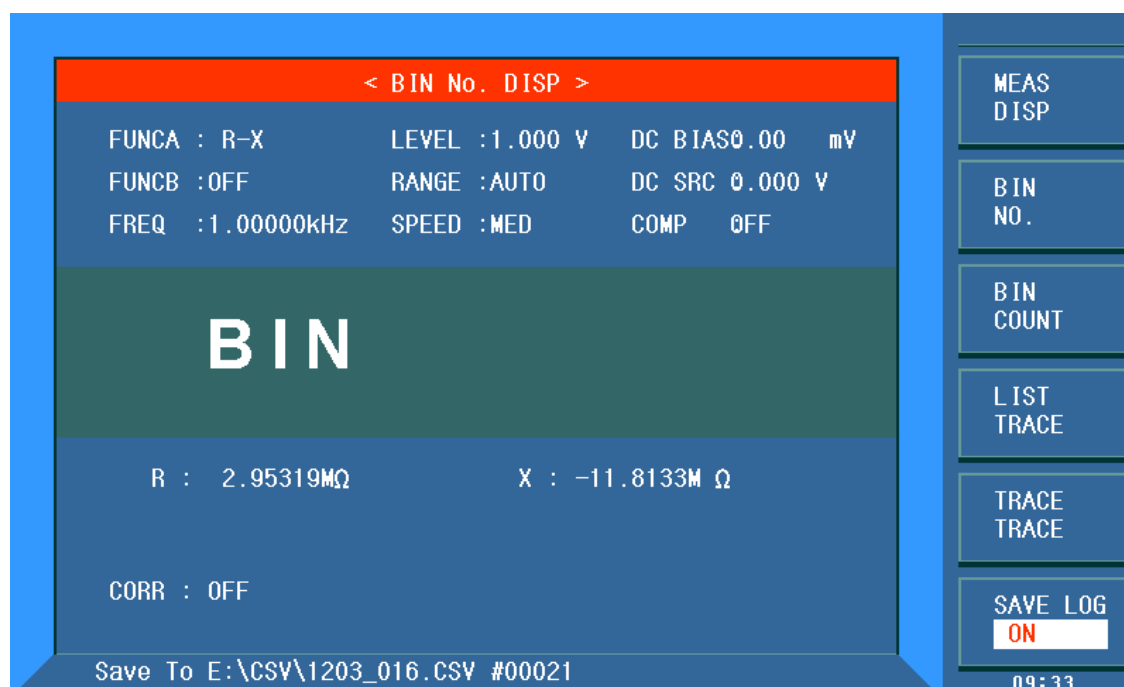 < BIN No. DISP >
FUNCA : R-X LEVEL :1.000 V DC BIAS0.00 mV
FUNCB :OFF RANGE :AUTO DC SRC 0.000 V
FREQ :1.00000kHz SPEED :MED COMP OFF
BIN
R : 2.95319MΩ X : -11.8133M Ω
CORR : OFF
Save To E:\CSV\1203_016.CSV #00021
MEAS
DISP
BIN
NO.
BIN
COUNT
LIST
TRACE
TRACE
TRACE
SAVE LOG
ON
09:33